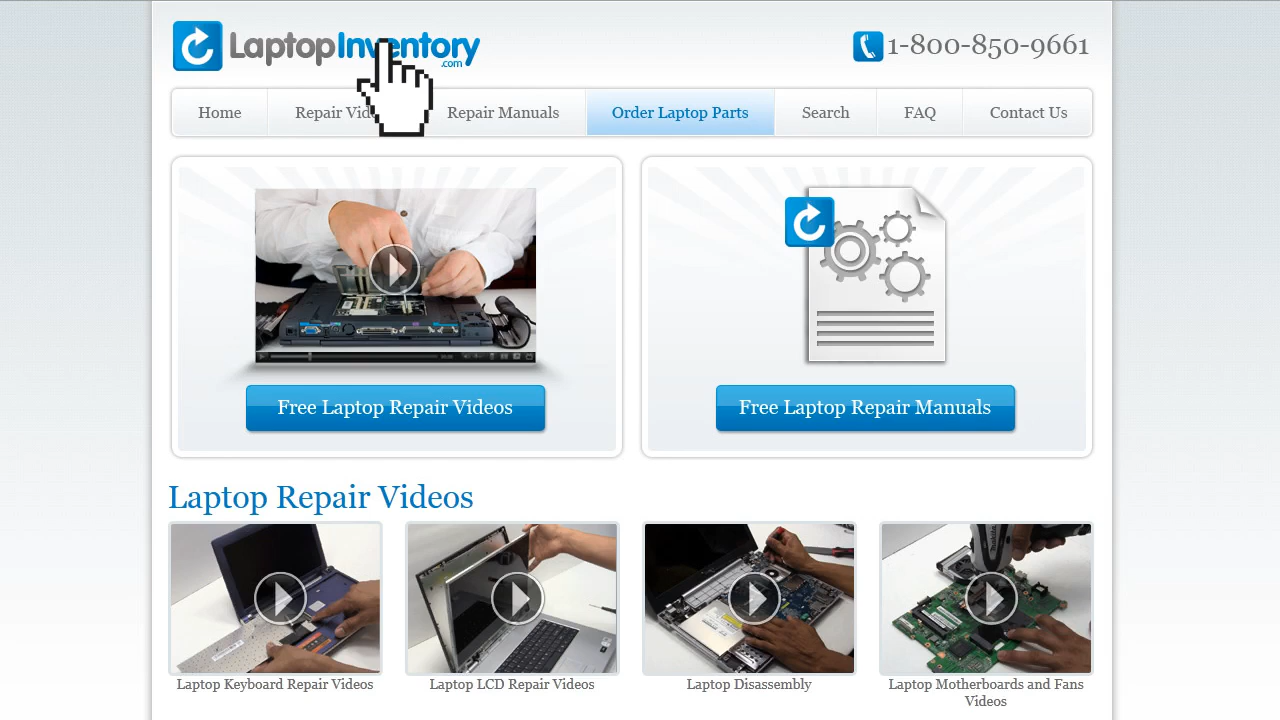 LaptopInventory
.com
1-800-850-9661
Home
Repair Vid
Repair Manuals
Order Laptop Parts
Search
FAQ
Contact Us
Free Laptop Repair Videos
Free Laptop Repair Manuals
Laptop Repair Videos
Laptop Keyboard Repair Videos
Laptop LCD Repair Videos
Laptop Disassembly
Laptop Motherboards and Fans
Videos